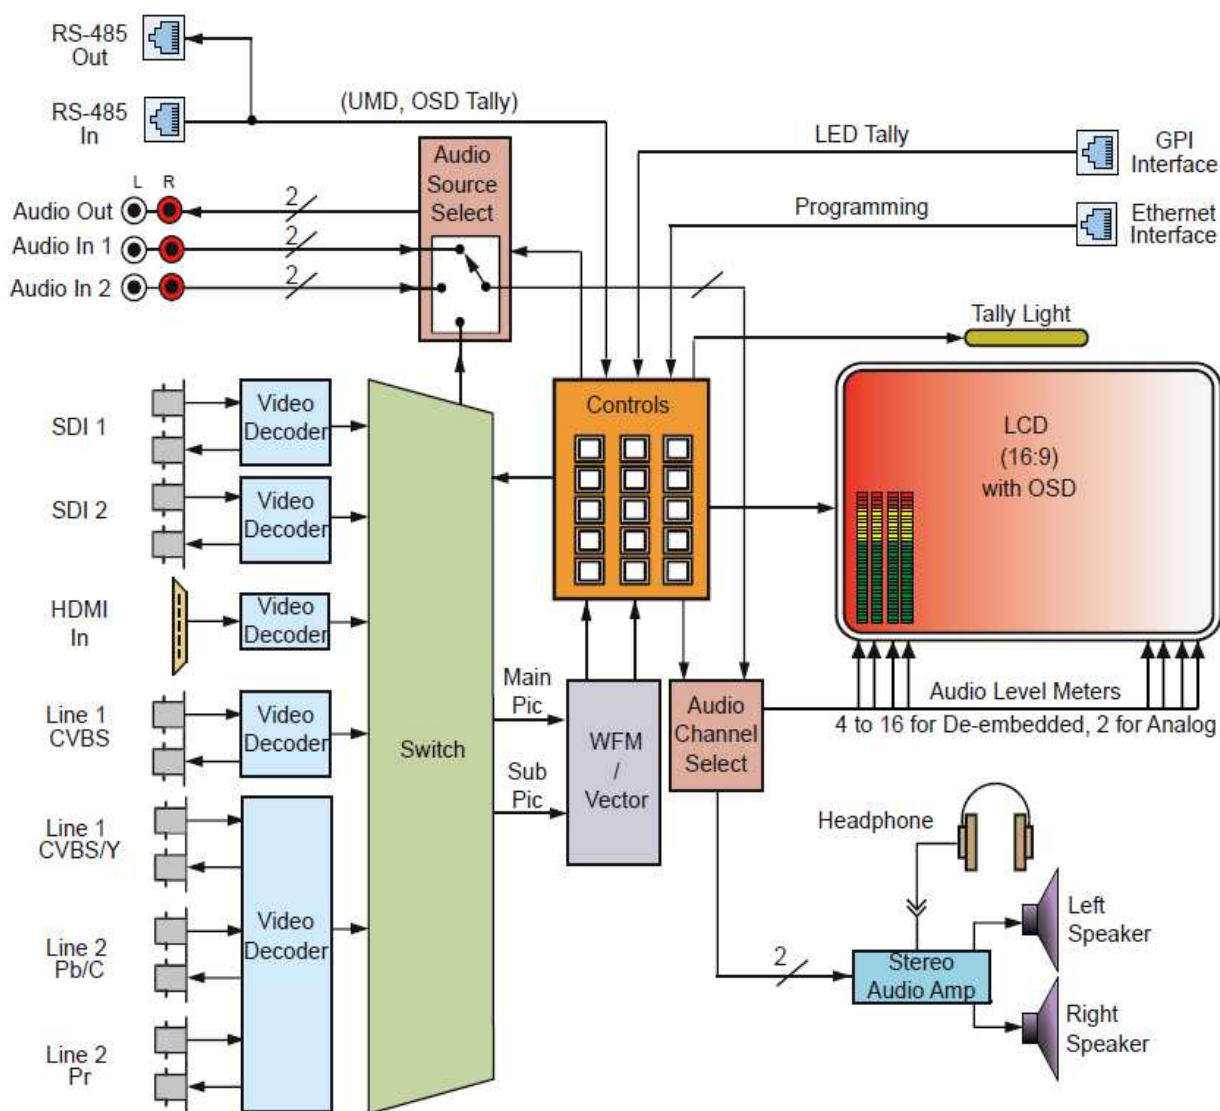 RS-485
Out
RS-485
In
(UMD, OSD Tally)
LED Tally
GPI
Interface
Programming
Ethernet
Interface
L R
Audio Out
Audio In 1
Audio In 2
2
2
2
Audio
Source
Select
Tally Light
SDI 1
Video
Decoder
SDI 2
Video
Decoder
HDMI
In
Video
Decoder
Line 1
CVBS
Video
Decoder
Line 1
CVBS/Y
Line 2
Pb/C
Line 2
Pr
Video
Decoder
Switch
Controls
LCD
(16:9)
with OSD
Main
Pic
Sub
Pic
WFM
/
Vector
Audio
Channel
Select
Audio Level Meters
4 to 16 for De-embedded, 2 for Analog
Headphone
2
Stereo
Audio Amp
Left
Speaker
Right
Speaker